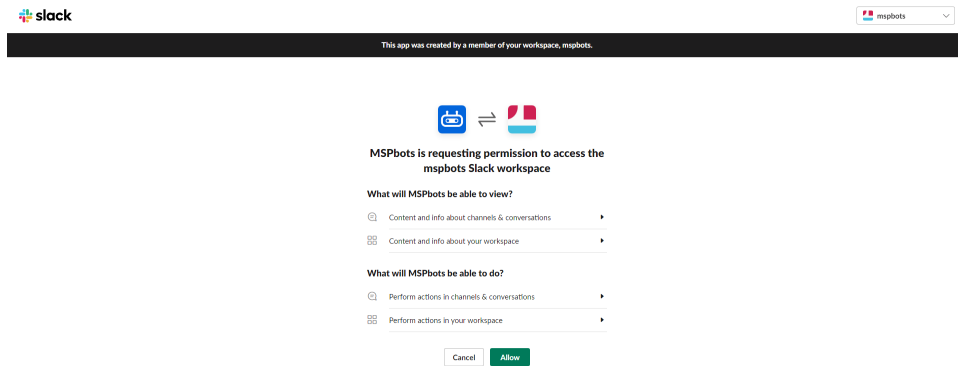 slack
mspbots
This app was created by a member of your workspace, mspbots.
MSPbots is requesting permission to access the
mspbots Slack workspace
What will MSPbots be able to view?
Content and info about channels & conversations
Content and info about your workspace
What will MSPbots be able to do?
Perform actions in channels & conversations
Perform actions in your workspace
Cancel
Allow